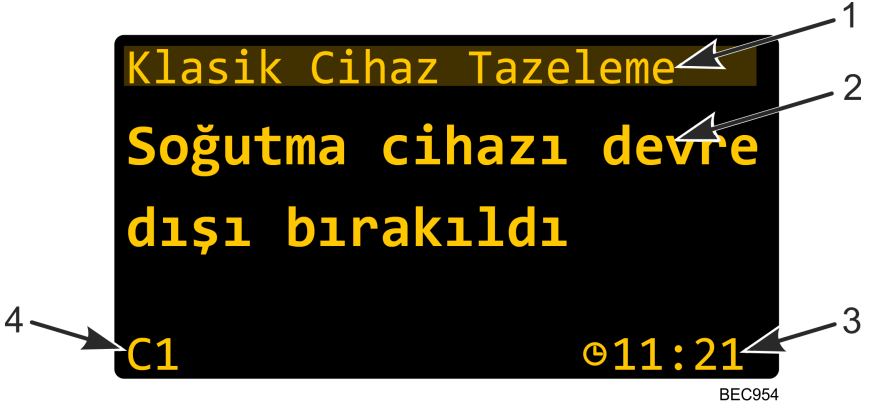 1
Klasik Cihaz Tazeleme
2
Soğutma cihazı devre
dışı bırakıldı
4
C1
11:21
3
BEC954